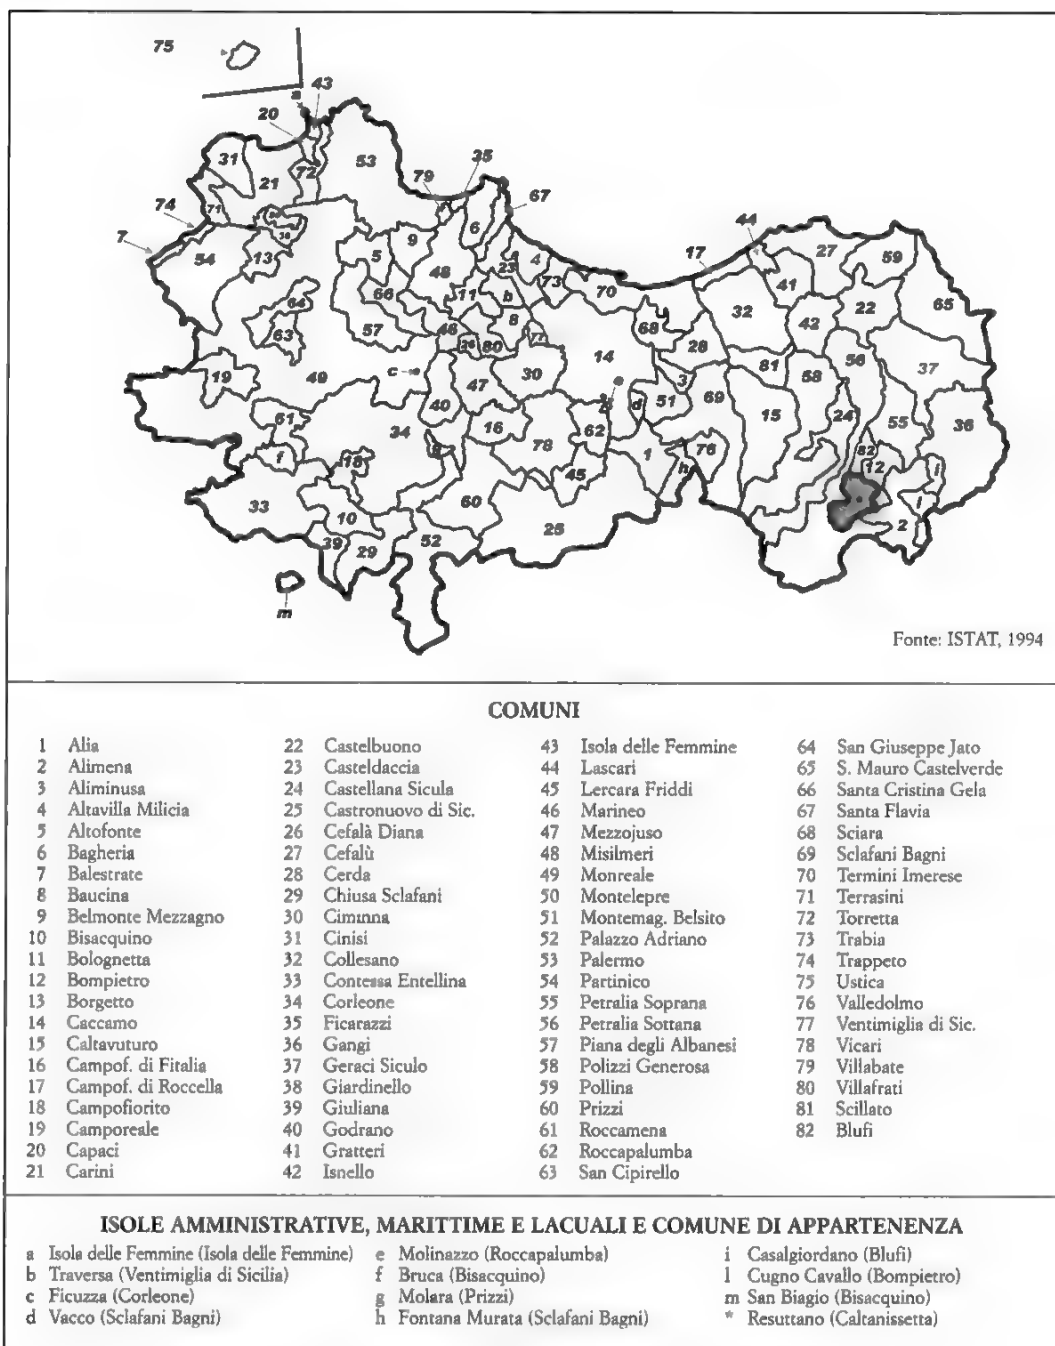 75
43
a
20
31
21
72
53
35
79
67
74
71
7
54
13
38
9
6
5
48
23
4
11
b
73
70
66
64
63
57
46
8
77
26
80
68
14
28
17
44
27
59
41
32
42
22
65
56
37
81
58
c
19
49
47
30
40
3
51
d
69
15
24
55
36
61
34
16
78
62
f
18
g
45
1
h
76
82
12
i
33
10
60
25
l
2
39
29
52
m
Fonte: ISTAT, 1994
COMUNI
1 Alia
2 Alimena
3 Aliminusa
4 Altavilla Milicia
5 Altofonte
6 Bagheria
7 Balestrate
8 Baucina
9 Belmonte Mezzagno
10 Bisacquino
11 Bolognetta
12 Bompietro
13 Borgetto
14 Caccamo
15 Caltavuturo
16 Campof. di Fitalia
17 Campof. di Roccella
18 Campofiorito
19 Camporeale
20 Capaci
21 Carini
22 Castelbuono
23 Casteldaccia
24 Castellana Sicula
25 Castronuovo di Sic.
26 Cefalà Diana
27 Cefalù
28 Cerda
29 Chiusa Sclafani
30 Ciminna
31 Cinisi
32 Collesano
33 Contessa Entellina
34 Corleone
35 Ficarazzi
36 Gangi
37 Geraci Siculo
38 Giardinello
39 Giuliana
40 Godrano
41 Gratteri
42 Isnello
43 Isola delle Femmine
44 Lascari
45 Lercara Friddi
46 Marineo
47 Mezzojuso
48 Misilmeri
49 Monreale
50 Montelepre
51 Montemag. Belsito
52 Palazzo Adriano
53 Palermo
54 Partinico
55 Petralia Soprana
56 Petralia Sottana
57 Piana degli Albanesi
58 Polizzi Generosa
59 Pollina
60 Prizzi
61 Roccamena
62 Roccapalumba
63 San Cipirello
64 San Giuseppe Jato
65 S. Mauro Castelverde
66 Santa Cristina Gela
67 Santa Flavia
68 Sciara
69 Sclafani Bagni
70 Termini Imerese
71 Terrasini
72 Torretta
73 Trabia
74 Trappeto
75 Ustica
76 Valledolmo
77 Ventimiglia di Sic.
78 Vicari
79 Villabate
80 Villafrati
81 Scillato
82 Blufi
ISOLE AMMINISTRATIVE, MARITTIME E LACUALI E COMUNE DI APPARTENENZA
a Isola delle Femmine (Isola delle Femmine)
b Traversa (Ventimiglia di Sicilia)
c Ficuzza (Corleone)
d Vacco (Sclafani Bagni)
e Molinazzo (Roccapalumba)
f Bruca (Bisacquino)
g Molara (Prizzi)
h Fontana Murata (Sclafani Bagni)
i Casalgiordano (Blufi)
l Cugno Cavallo (Bompietro)
m San Biagio (Bisacquino)
* Resuttano (Caltanissetta)